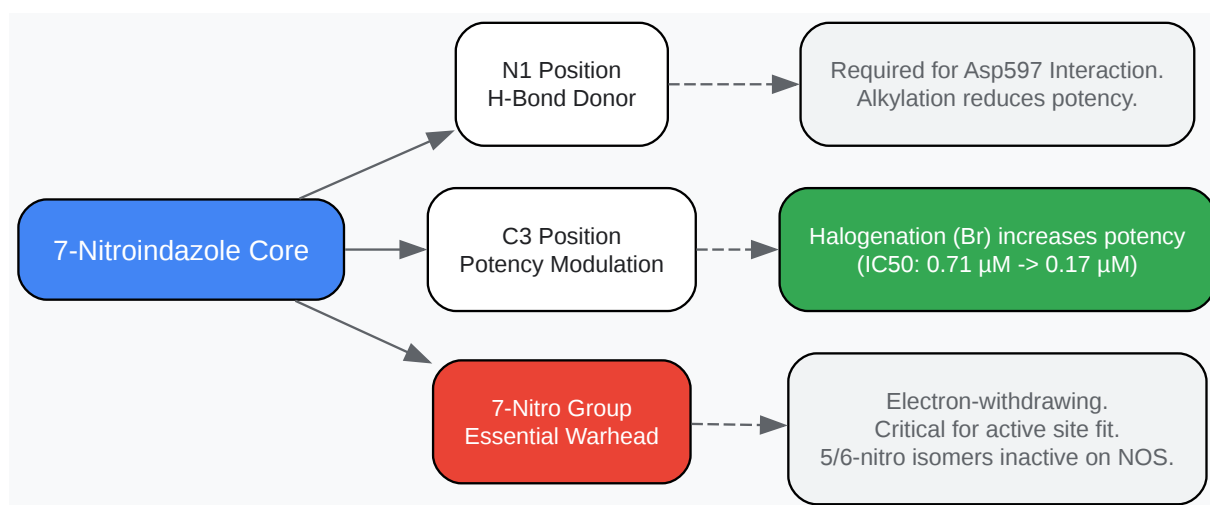 7-Nitroindazole Core
N1 Position
H-Bond Donor
Required for Asp597 Interaction.
Alkylation reduces potency.
C3 Position
Potency Modulation
Halogenation (Br) increases potency
(IC50: 0.71 µM -> 0.17 µM)
7-Nitro Group
Essential Warhead
Electron-withdrawing.
Critical for active site fit.
5/6-nitro isomers inactive on NOS.